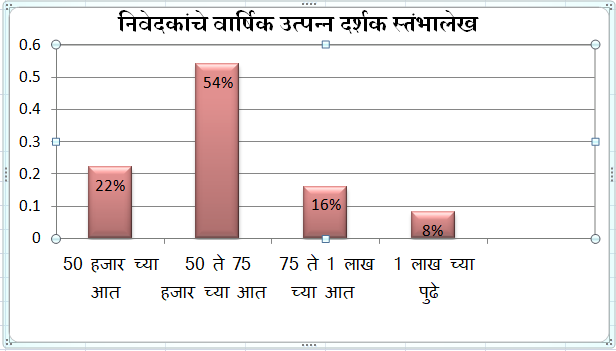 निवेदकांचे वार्षिक उत्पन्न दर्शक स्तंभालेख
0.6
0.5
0.4
0.3
0.2
0.1
0
22%
54%
16%
8%
50 हजार च्या
आत
50 ते 75
हजार च्या आत
75 ते 1 लाख
च्या आत
1 लाख च्या
पुढे